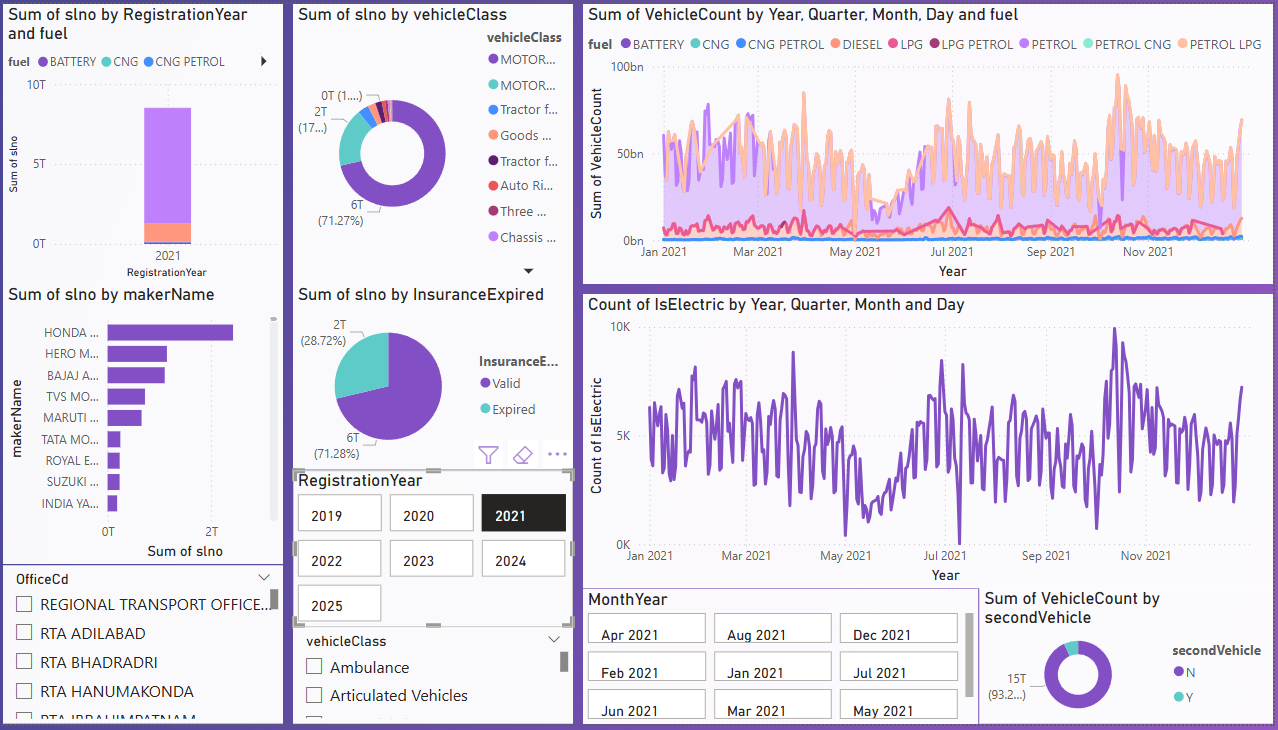 Sum of slno by RegistrationYear
and fuel
fuel BATTERY CNG CNG PETROL
10T
5T
0T
Sum of slno
2021
RegistrationYear
Sum of slno by makerName
makerName
HONDA ...
HERO M...
BAJAJ A...
TVS MO...
MARUTI ...
TATA MO...
ROYAL E...
SUZUKI ...
INDIA YA...
0T 2T
Sum of slno
OfficeCd
REGIONAL TRANSPORT OFFICE...
RTA ADILABAD
RTA BHADRADRI
RTA HANUMAKONDA
RTA IBRAHIMPATNAM
Sum of slno by vehicleClass
vehicleClass
MOTOR...
MOTOR...
Tractor f...
Goods ...
Tractor f...
Auto Ri...
Three ...
Chassis ...
0T (1....)
2T
(17...)
6T
(71.27%)
Sum of slno by InsuranceExpired
2T
(28.72%)
6T
(71.28%)
InsuranceE...
Valid
Expired
RegistrationYear
2019 2020 2021
2022 2023 2024
2025
vehicleClass
Ambulance
Articulated Vehicles
Sum of VehicleCount by Year, Quarter, Month, Day and fuel
fuel BATTERY CNG CNG PETROL DIESEL LPG LPG PETROL PETROL PETROL CNG PETROL LPG
100bn
50bn
0bn
Sum of VehicleCount
Jan 2021 Mar 2021 May 2021 Jul 2021 Sep 2021 Nov 2021
Year
Count of IsElectric by Year, Quarter, Month and Day
10K
5K
0K
Count of IsElectric
Jan 2021 Mar 2021 May 2021 Jul 2021 Sep 2021 Nov 2021
Year
MonthYear
Apr 2021 Aug 2021 Dec 2021
Feb 2021 Jan 2021 Jul 2021
Jun 2021 Mar 2021 May 2021
Sum of VehicleCount by
secondVehicle
15T
(93.2...)
secondVehicle
N
Y